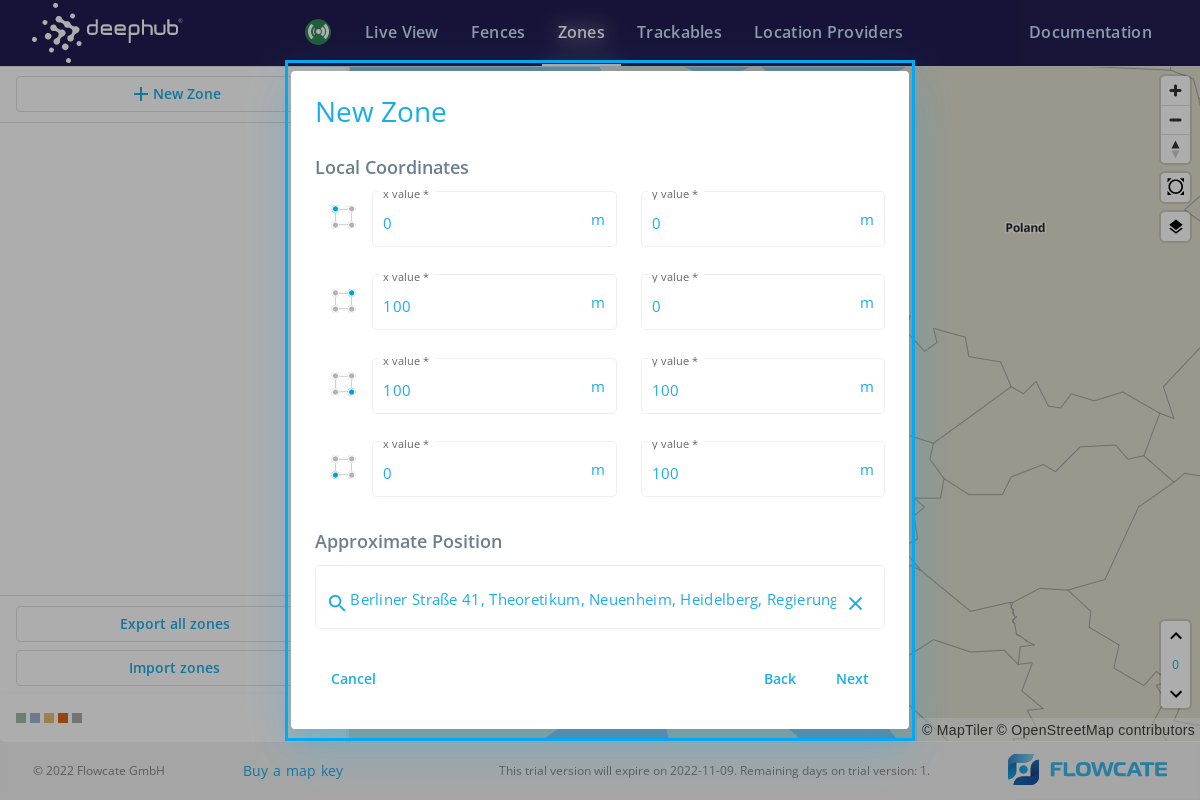 deephub
Live View
Fences
Zones
Trackables
Location Providers
Documentation
New Zone
New Zone
Local Coordinates
x value *
0
m
y value *
0
m
x value *
100
m
y value *
0
m
x value *
100
m
y value *
100
m
x value *
0
m
y value *
100
m
Approximate Position
Berliner Straße 41, Theoretikum, Neuenheim, Heidelberg, Regierung
Cancel
Back
Next
Poland
Export all zones
Import zones
0
© MapTiler © OpenStreetMap contributors
© 2022 Flowcate GmbH
Buy a map key
This trial version will expire on 2022-11-09. Remaining days on trial version: 1.
FLOWCATE